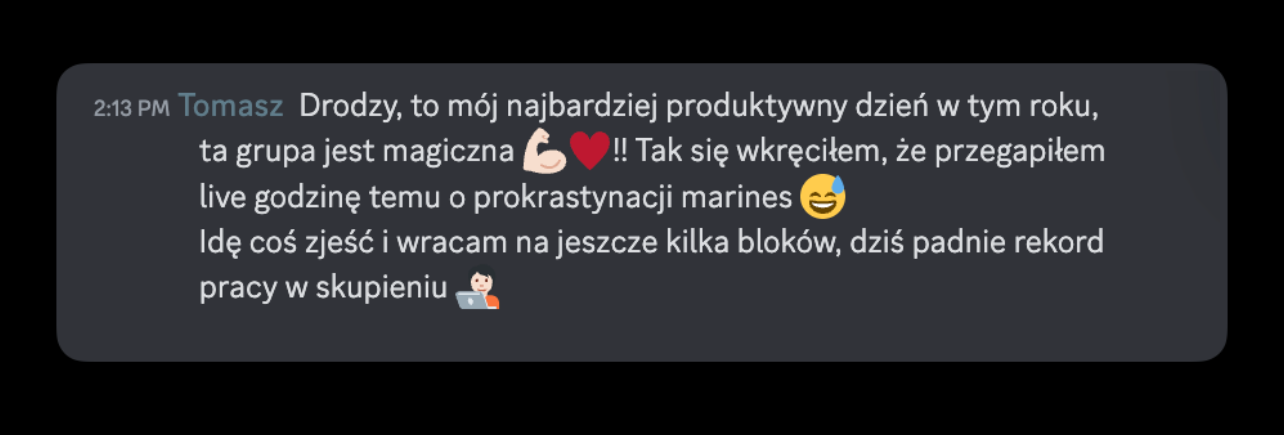 2:13 PM Tomasz Drodzy, to mój najbardziej produktywny dzień w tym roku,
ta grupa jest magiczna 💪🏻♥️!! Tak się wkręciłem, że przegapiłem
live godzinę temu o prokrastynacji marines 😅
Idę coś zjeść i wracam na jeszcze kilka bloków, dziś padnie rekord
pracy w skupieniu 🧑🏻‍💻